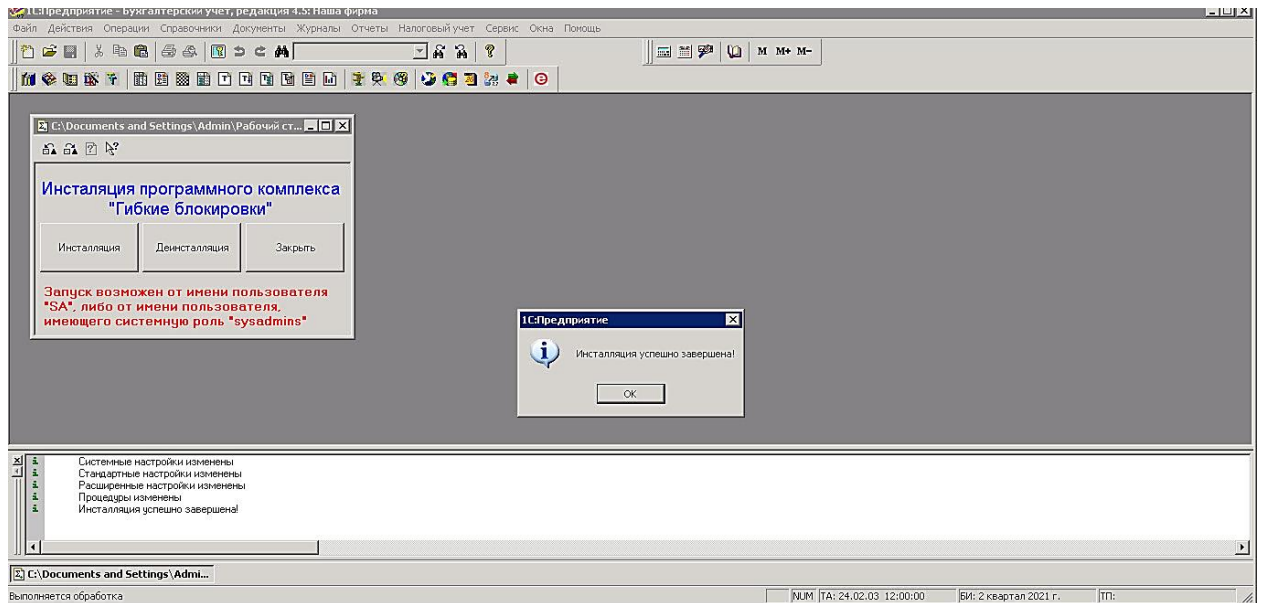 1С:Предприятие - Бухгалтерский учет, редакция 4.5: Наша фирма
Файл Действия Операции Справочники Документы Журналы Отчеты Налоговый учет Сервис Окна Помощь
M M+ M-
C:\Documents and Settings\Admin\Рабочий ст...
Инсталяция программного комплекса
"Гибкие блокировки"
Инсталляция Деинсталляция Закрыть
Запуск возможен от имени пользователя
"SA", либо от имени пользователя,
имеющего системную роль "sysadmins"
1С:Предприятие
Инсталляция успешно завершена!
OK
Системные настройки изменены
Стандартные настройки изменены
Расширенные настройки изменены
Процедуры изменены
Инсталляция успешно завершена!
C:\Documents and Settings\Admi...
Выполняется обработка NUM ТА: 24.02.03 12:00:00 БИ: 2 квартал 2021 г. ТП: